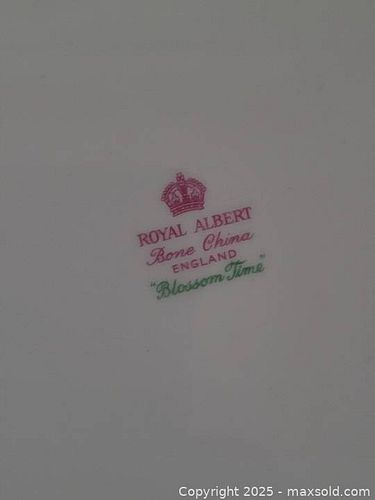 ROYAL ALBERT
Bone China
ENGLAND
"Blossom Time"
Copyright 2025 - maxsold.com